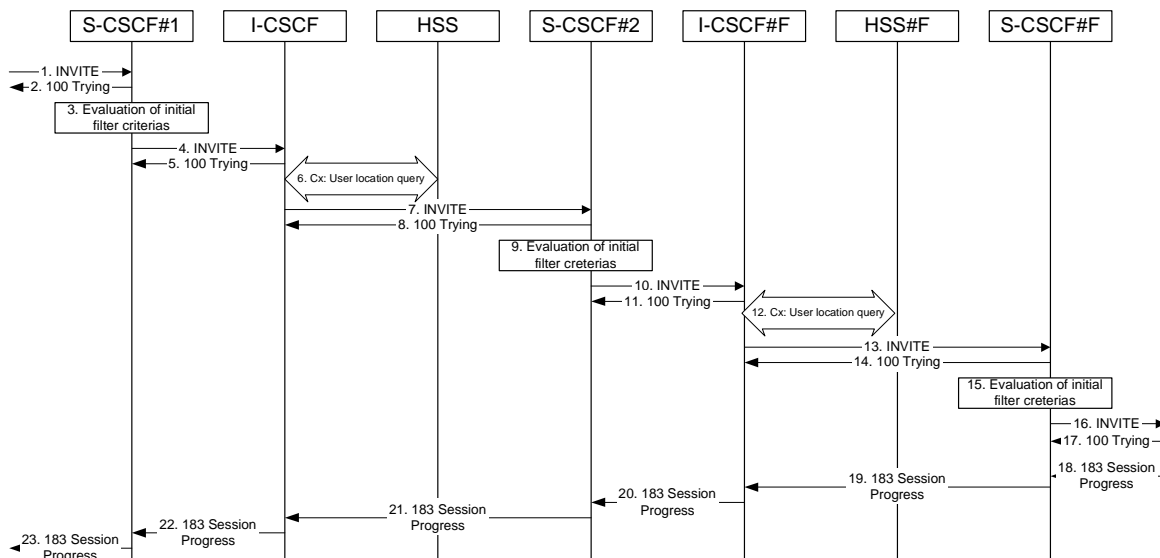 S-CSCF#1
I-CSCF
HSS
S-CSCF#2
I-CSCF#F
HSS#F
S-CSCF#F
1. INVITE
2. 100 Trying
3. Evaluation of initial
filter criterias
4. INVITE
5. 100 Trying
6. Cx: User location query
7. INVITE
8. 100 Trying
9. Evaluation of initial
filter creterias
10. INVITE
11. 100 Trying
12. Cx: User location query
13. INVITE
14. 100 Trying
15. Evaluation of initial
filter creterias
16. INVITE
17. 100 Trying
18. 183 Session
Progress
19. 183 Session
Progress
20. 183 Session
Progress
21. 183 Session
Progress
22. 183 Session
Progress
23. 183 Session
Progress